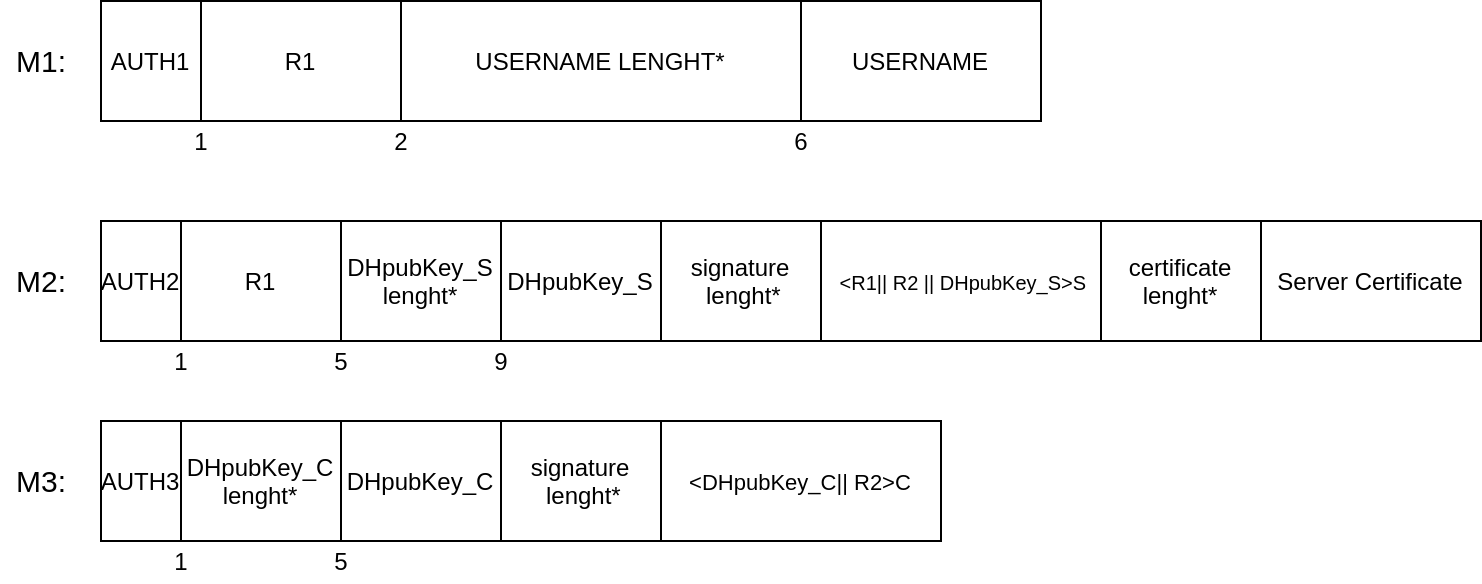 M1:
AUTH1
R1
USERNAME LENGHT*
USERNAME
1
2
6
M2:
AUTH2
R1
DHpubKey_S
lenght*
DHpubKey_S
signature
lenght*
<R1|| R2 || DHpubKey_S>S
certificate
lenght*
Server Certificate
1
5
9
M3:
AUTH3
DHpubKey_C
lenght*
DHpubKey_C
signature
lenght*
<DHpubKey_C|| R2>C
1
5